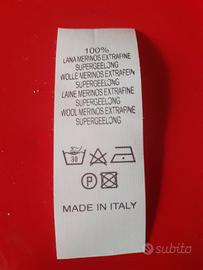 100%
LANA MERINOS EXTRAFINE
SUPERGEELONG
WOLLE MERINOS EXTRAFEIN
SUPERGEELONG
LAINE MERINOS EXTRAFINE
SUPERGEELONG
WOOL MERINOS EXTRAFINE
SUPERGEELONG
30
P
MADE IN ITALY
subito